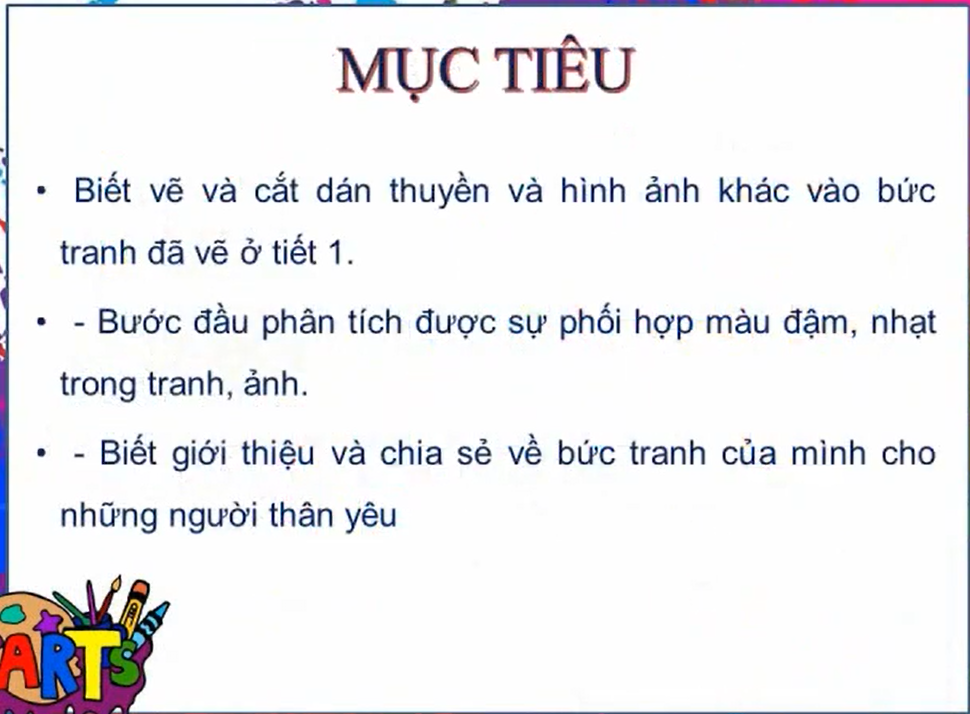 MỤC TIÊU
• Biết vẽ và cắt dán thuyền và hình ảnh khác vào bức
tranh đã vẽ ở tiết 1.
• - Bước đầu phân tích được sự phối hợp màu đậm, nhạt
trong tranh, ảnh.
• - Biết giới thiệu và chia sẻ về bức tranh của mình cho
những người thân yêu
ARTS